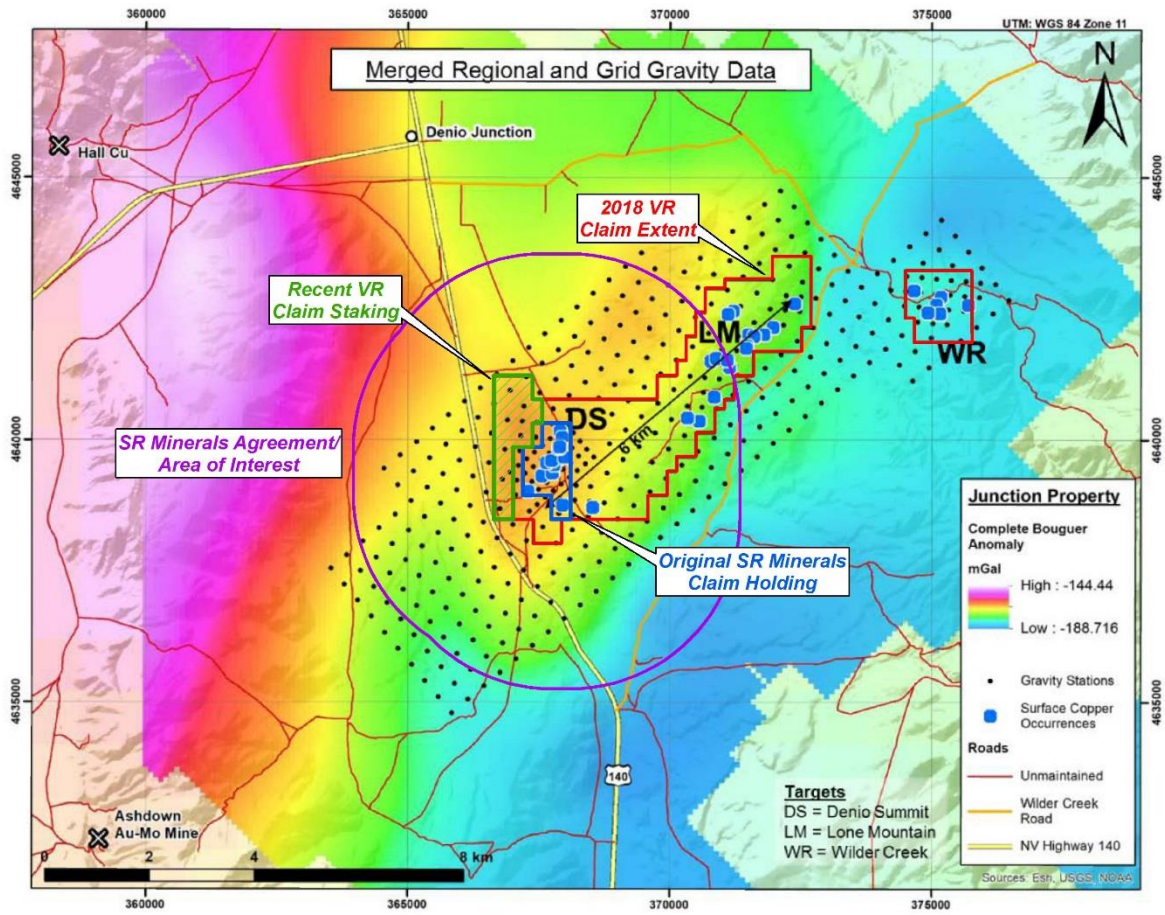 360000
365000
370000
375000
UTM: WGS 84 Zone 11
Merged Regional and Grid Gravity Data
N
Denio Junction
Hall Cu
4645000
4645000
2018 VR
Claim Extent
Recent VR
Claim Staking
LM
WR
DS
6 km
SR Minerals Agreement/
Area of Interest
4640000
4640000
Original SR Minerals
Claim Holding
Junction Property
Complete Bouguer
Anomaly
mGal
High : -144.44
Low : -188.716
Gravity Stations
Surface Copper
Occurrences
Roads
Unmaintained
Wilder Creek
Road
NV Highway 140
4635000
4635000
140
Targets
DS = Denio Summit
LM = Lone Mountain
WR = Wilder Creek
Ashdown
Au-Mo Mine
0
2
4
8 km
Sources: Esri, USGS, NOAA
360000
365000
370000
375000